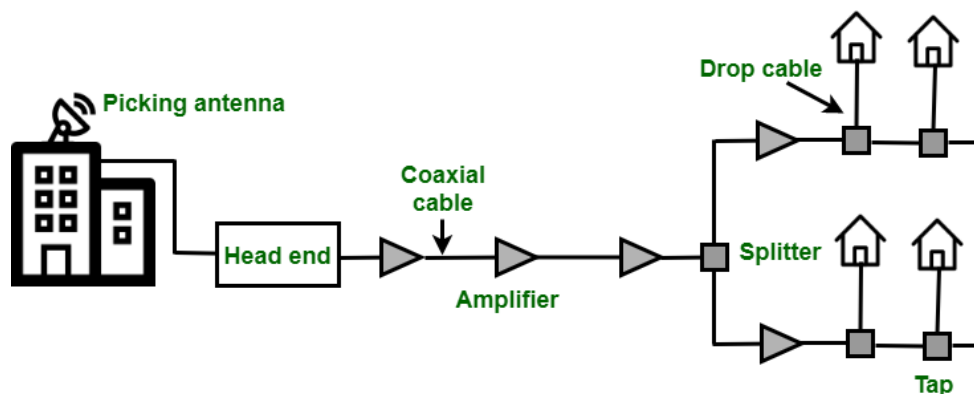 Picking antenna
Drop cable
Coaxial
cable
Head end
Splitter
Amplifier
Tap